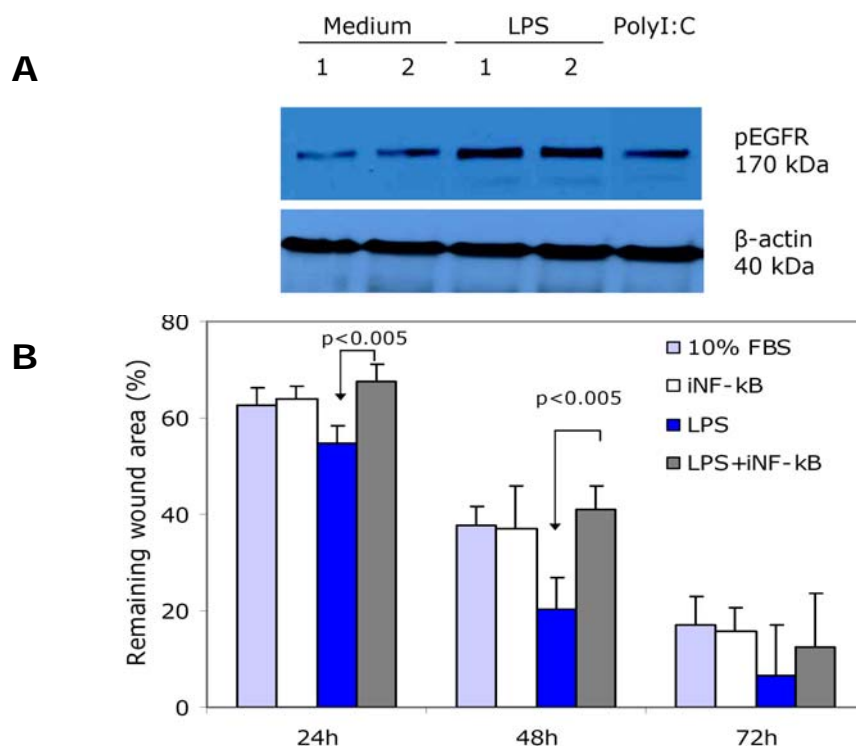 A
Medium LPS PolyI:C
1 2 1 2
pEGFR
170 kDa
β-actin
40 kDa
B
Remaining wound area (%)
80
60
40
20
0
p<0.005
p<0.005
10% FBS
iNF-kB
LPS
LPS+iNF-kB
24h 48h 72h